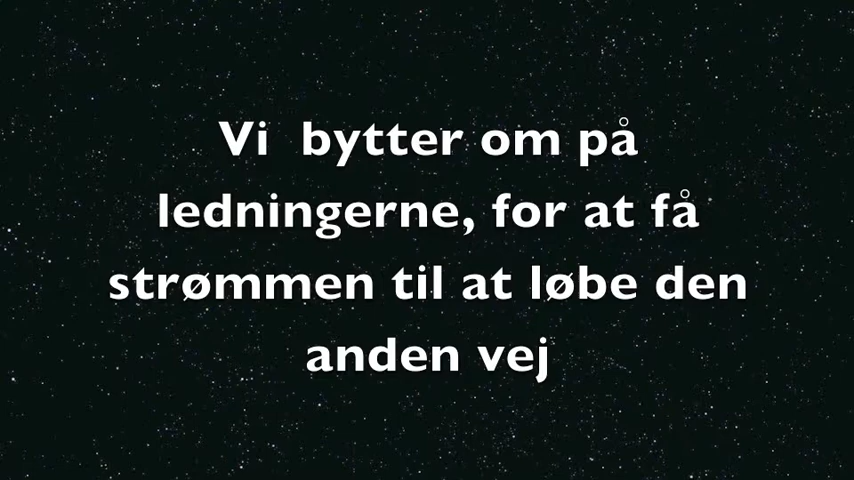 Vi  bytter om på
ledningerne, for at få
strømmen til at løbe den
anden vej